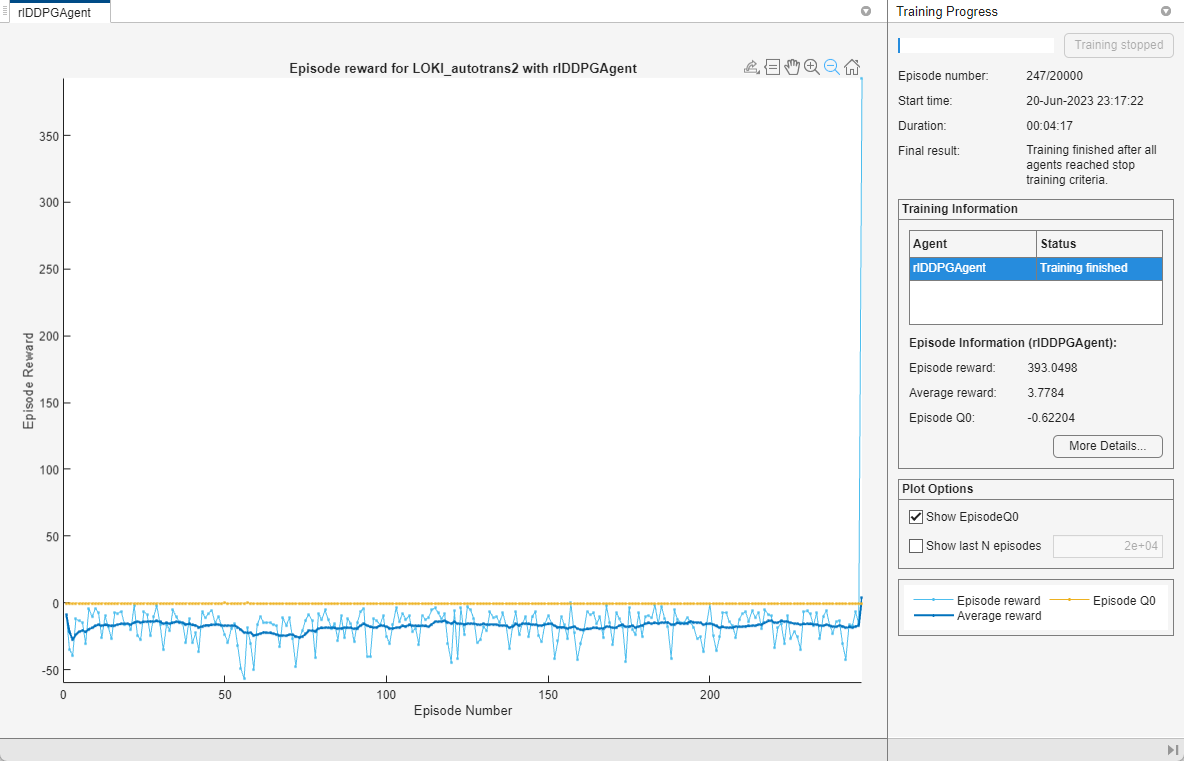 rlDDPGAgent
Episode reward for LOKI_autotrans2 with rlDDPGAgent
Episode Reward
350
300
250
200
150
100
50
0
-50
0
50
100
150
200
Episode Number
Training Progress
Training stopped
Episode number: 247/20000
Start time: 20-Jun-2023 23:17:22
Duration: 00:04:17
Final result: Training finished after all
agents reached stop
training criteria.
Training Information
Agent Status
rlDDPGAgent Training finished
Episode Information (rlDDPGAgent):
Episode reward: 393.0498
Average reward: 3.7784
Episode Q0: -0.62204
More Details...
Plot Options
Show EpisodeQ0
Show last N episodes 2e+04
Episode reward Episode Q0
Average reward